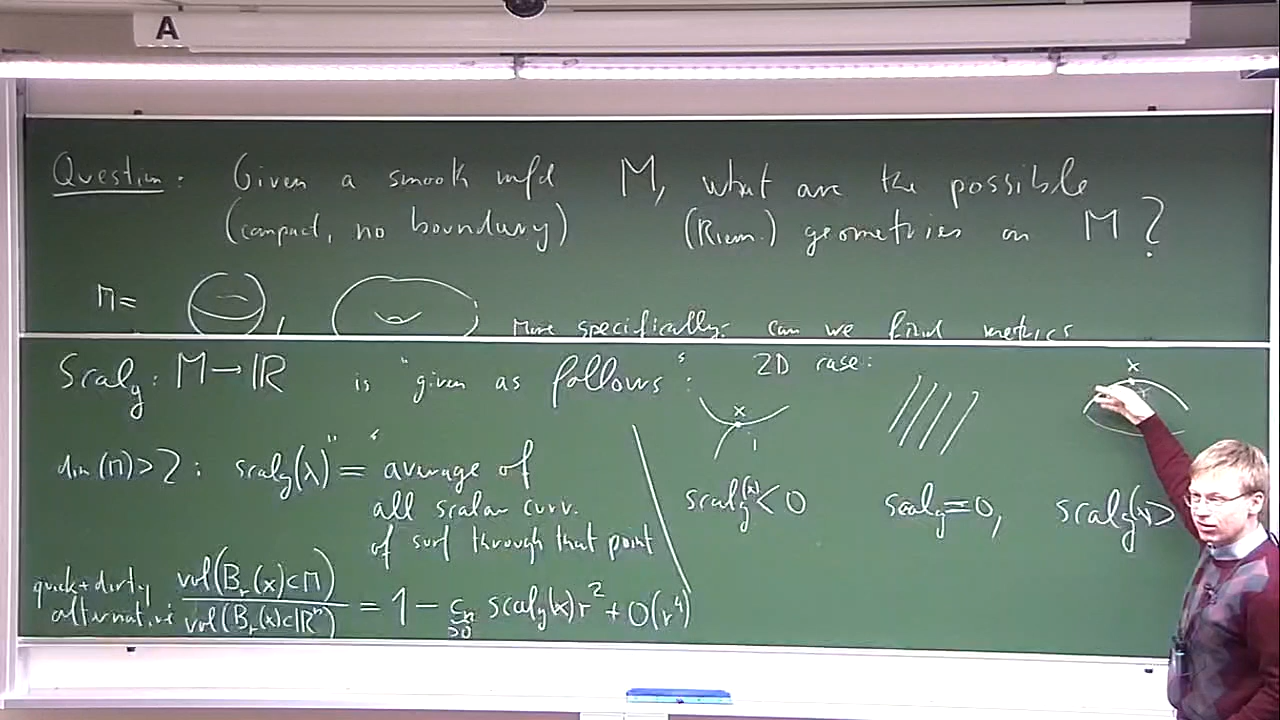 A
Question: Given a smooth mfd M, what are the possible
(compact, no boundary) (Riem.) geometries on M?
M=
,
More specifically: can we find metrics
Scal_g: M→ℝ is "given as follows":
dim(M)>2: "scal_g(x)" = average of
all scalar curv.
of surf through that point
quick+dirty alternative vol(B_r(x)⊂M) / vol(B_r(x)⊂ℝ^n) = 1 - c_n scal_g(x) r^2 + O(r^4)
>0
2D case:
x
x
scal_g(x)<0
scal_g=0,
scal_g(x)>